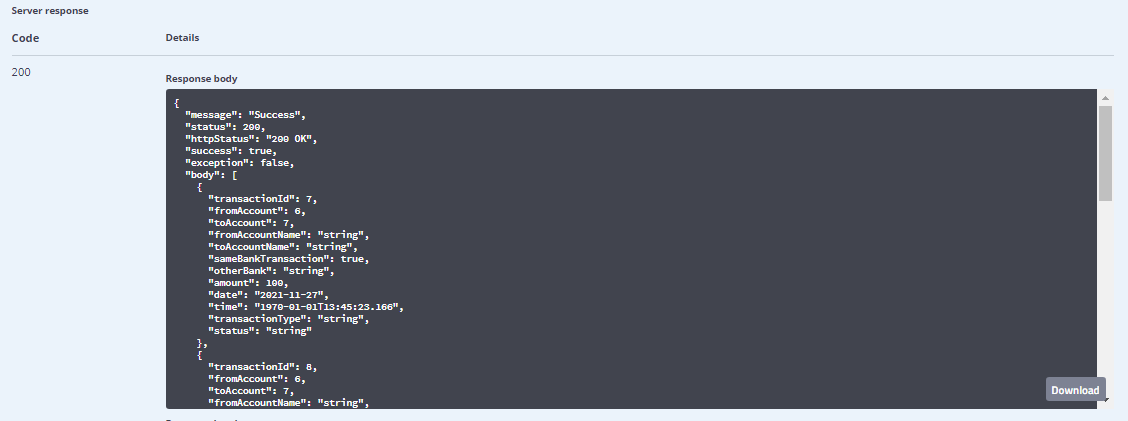 Server response
Code Details
200
Response body
{
"message": "Success",
"status": 200,
"httpStatus": "200 OK",
"success": true,
"exception": false,
"body": [
{
"transactionId": 7,
"fromAccount": 6,
"toAccount": 7,
"fromAccountName": "string",
"toAccountName": "string",
"sameBankTransaction": true,
"otherBank": "string",
"amount": 100,
"date": "2021-11-27",
"time": "1970-01-01T13:45:23.166",
"transactionType": "string",
"status": "string"
},
{
"transactionId": 8,
"fromAccount": 6,
"toAccount": 7,
"fromAccountName": "string",
Download